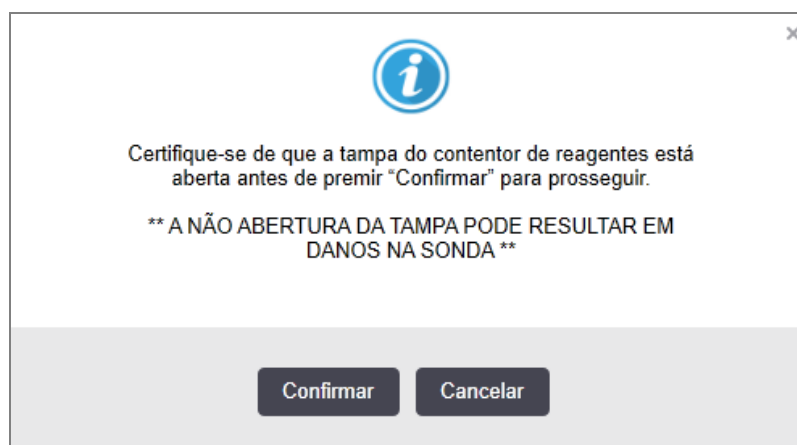 ×
i
Certifique-se de que a tampa do contentor de reagentes está
aberta antes de premir “Confirmar” para prosseguir.
** A NÃO ABERTURA DA TAMPA PODE RESULTAR EM
DANOS NA SONDA **
Confirmar Cancelar